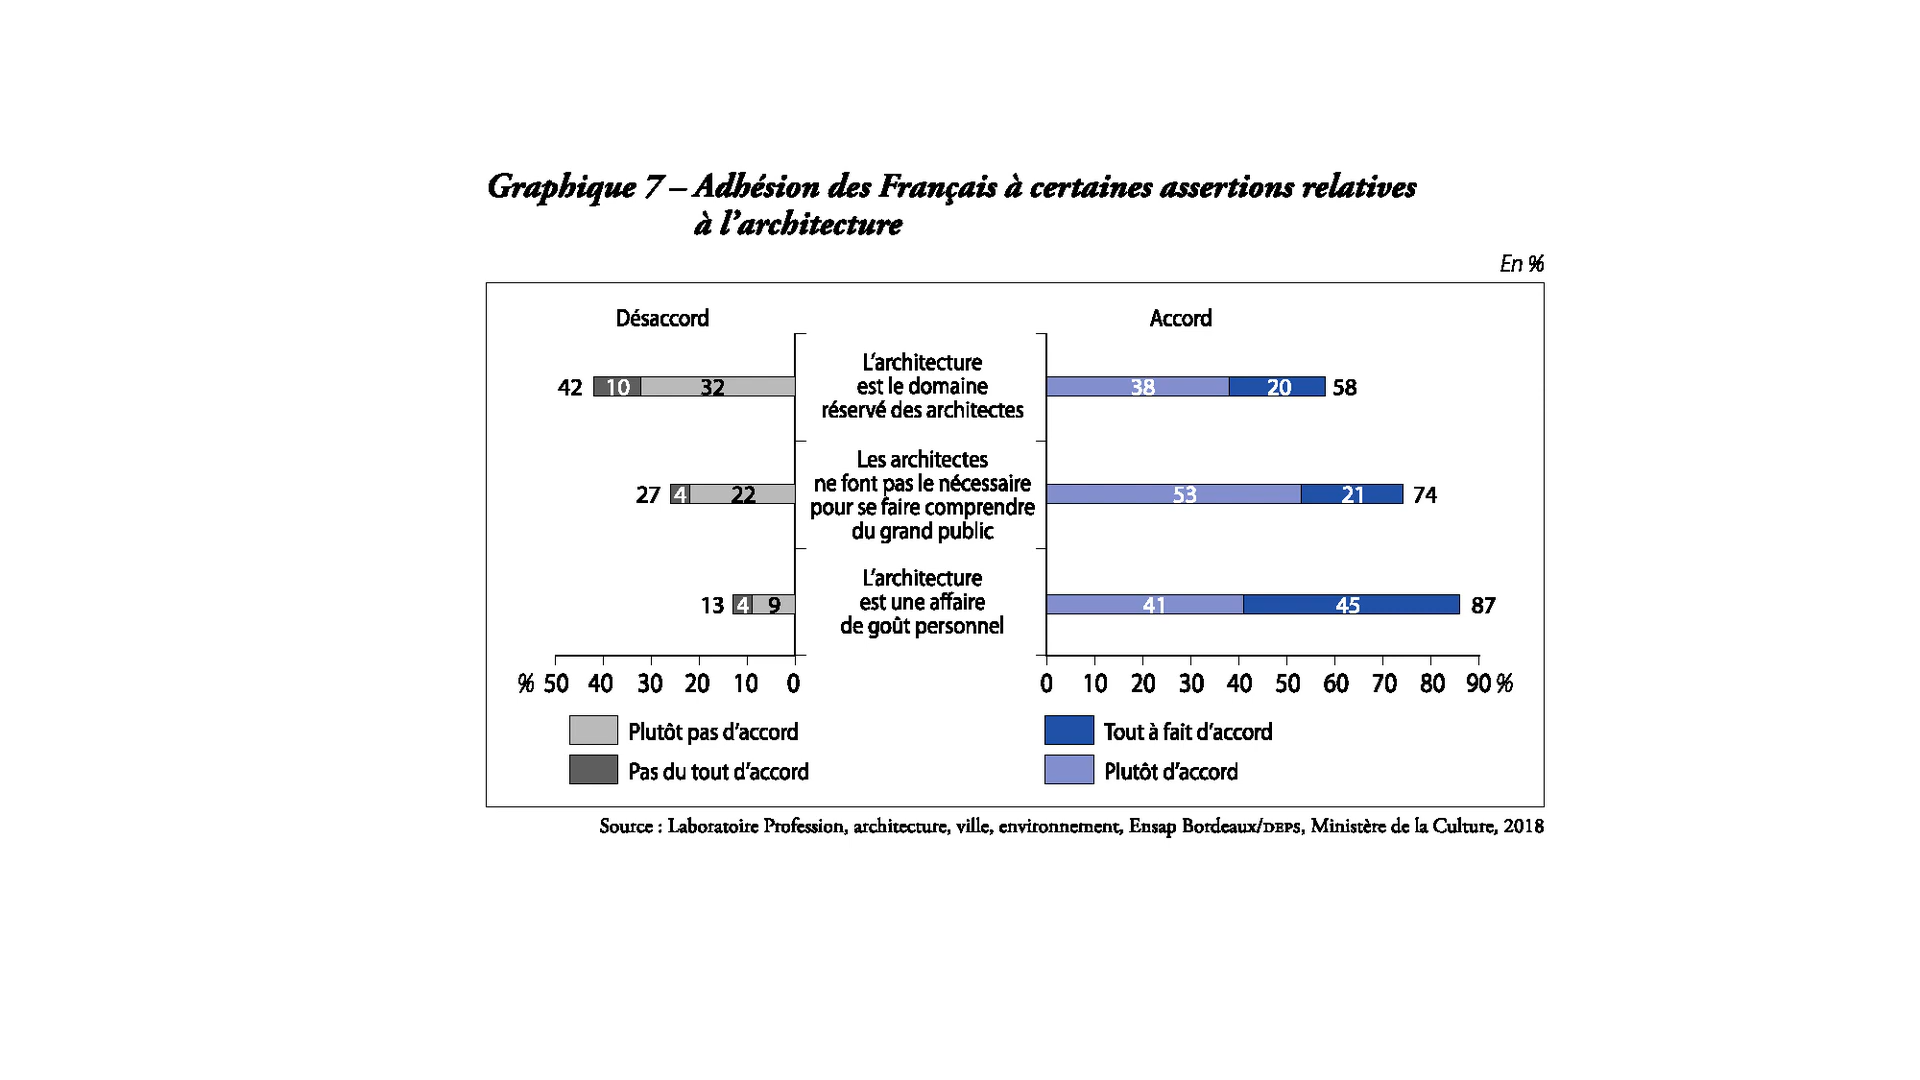 Graphique 7 – Adhésion des Français à certaines assertions relatives
à l’architecture
En %
Désaccord
Accord
42 10 32
L’architecture
est le domaine
réservé des architectes
38 20 58
27 4 22
Les architectes
ne font pas le nécessaire
pour se faire comprendre
du grand public
53 21 74
13 4 9
L’architecture
est une affaire
de goût personnel
41 45 87
% 50 40 30 20 10 0
0 10 20 30 40 50 60 70 80 90 %
Plutôt pas d’accord
Pas du tout d’accord
Tout à fait d’accord
Plutôt d’accord
Source : Laboratoire Profession, architecture, ville, environnement, Ensap Bordeaux/DEPS, Ministère de la Culture, 2018